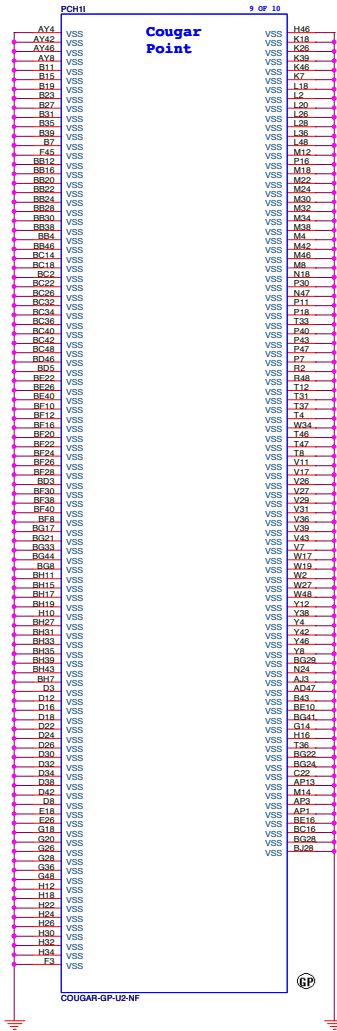 PCH1I 9 OF 10
Cougar
Point
AY4 VSS VSS H46
AY42 VSS VSS K18
AY46 VSS VSS K26
AY8 VSS VSS K39
B11 VSS VSS K46
B15 VSS VSS K7
B19 VSS VSS L18
B23 VSS VSS L2
B27 VSS VSS L20
B31 VSS VSS L26
B35 VSS VSS L28
B39 VSS VSS L36
B7 VSS VSS L48
F45 VSS VSS M12
BB12 VSS VSS P16
BB16 VSS VSS M18
BB20 VSS VSS M22
BB22 VSS VSS M24
BB24 VSS VSS M30
BB28 VSS VSS M32
BB30 VSS VSS M34
BB38 VSS VSS M38
BB4 VSS VSS M4
BB46 VSS VSS M42
BC14 VSS VSS M46
BC18 VSS VSS M8
BC2 VSS VSS N18
BC22 VSS VSS P30
BC26 VSS VSS N47
BC32 VSS VSS P11
BC34 VSS VSS P18
BC36 VSS VSS T33
BC40 VSS VSS P40
BC42 VSS VSS P43
BC48 VSS VSS P47
BD46 VSS VSS P7
BD5 VSS VSS R2
BE22 VSS VSS R48
BE26 VSS VSS T12
BE40 VSS VSS T31
BF10 VSS VSS T37
BF12 VSS VSS T4
BF16 VSS VSS W34
BF20 VSS VSS T46
BF22 VSS VSS T47
BF24 VSS VSS T8
BF26 VSS VSS V11
BF28 VSS VSS V17
BD3 VSS VSS V26
BF30 VSS VSS V27
BF38 VSS VSS V29
BF40 VSS VSS V31
BF8 VSS VSS V36
BG17 VSS VSS V39
BG21 VSS VSS V43
BG33 VSS VSS V7
BG44 VSS VSS W17
BG8 VSS VSS W19
BH11 VSS VSS W2
BH15 VSS VSS W27
BH17 VSS VSS W48
BH19 VSS VSS Y12
H10 VSS VSS Y38
BH27 VSS VSS Y4
BH31 VSS VSS Y42
BH33 VSS VSS Y46
BH35 VSS VSS Y8
BH39 VSS VSS BG29
BH43 VSS VSS N24
BH7 VSS VSS AJ3
D3 VSS VSS AD47
D12 VSS VSS B43
D16 VSS VSS BE10
D18 VSS VSS BG41
D22 VSS VSS G14
D24 VSS VSS H16
D26 VSS VSS T36
D30 VSS VSS BG22
D32 VSS VSS BG24
D34 VSS VSS C22
D38 VSS VSS AP13
D42 VSS VSS M14
D8 VSS VSS AP3
E18 VSS VSS AP1
E26 VSS VSS BE16
G18 VSS VSS BC16
G20 VSS VSS BG28
G26 VSS VSS BJ28
G28 VSS
G36 VSS
G48 VSS
H12 VSS
H18 VSS
H22 VSS
H24 VSS
H26 VSS
H30 VSS
H32 VSS
H34 VSS
F3 VSS
GP
COUGAR-GP-U2-NF